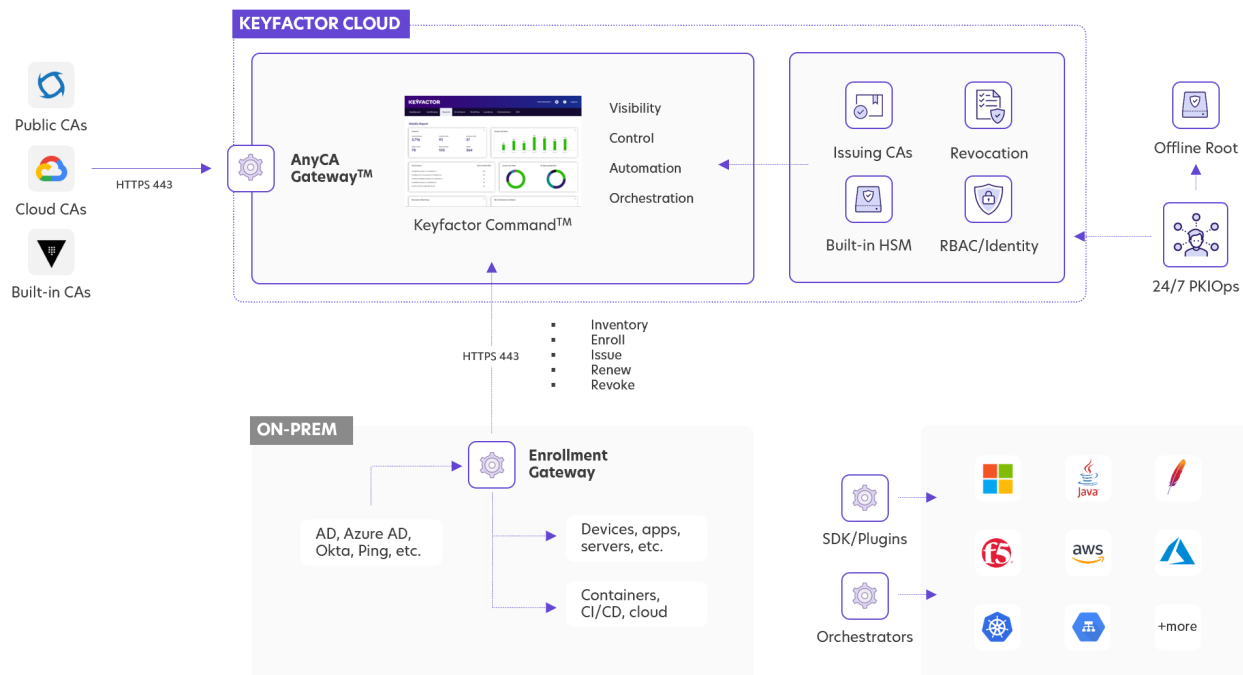 KEYFACTOR CLOUD
Public CAs
Cloud CAs
Built-in CAs
HTTPS 443
AnyCA
Gateway™
KEYFACTOR
Keyfactor Command™
Visibility
Control
Automation
Orchestration
Issuing CAs
Revocation
Built-in HSM
RBAC/Identity
Offline Root
24/7 PKIOps
HTTPS 443
▪ Inventory
▪ Enroll
▪ Issue
▪ Renew
▪ Revoke
ON-PREM
Enrollment
Gateway
AD, Azure AD,
Okta, Ping, etc.
Devices, apps,
servers, etc.
Containers,
CI/CD, cloud
SDK/Plugins
Orchestrators
Java
f5
aws
+more